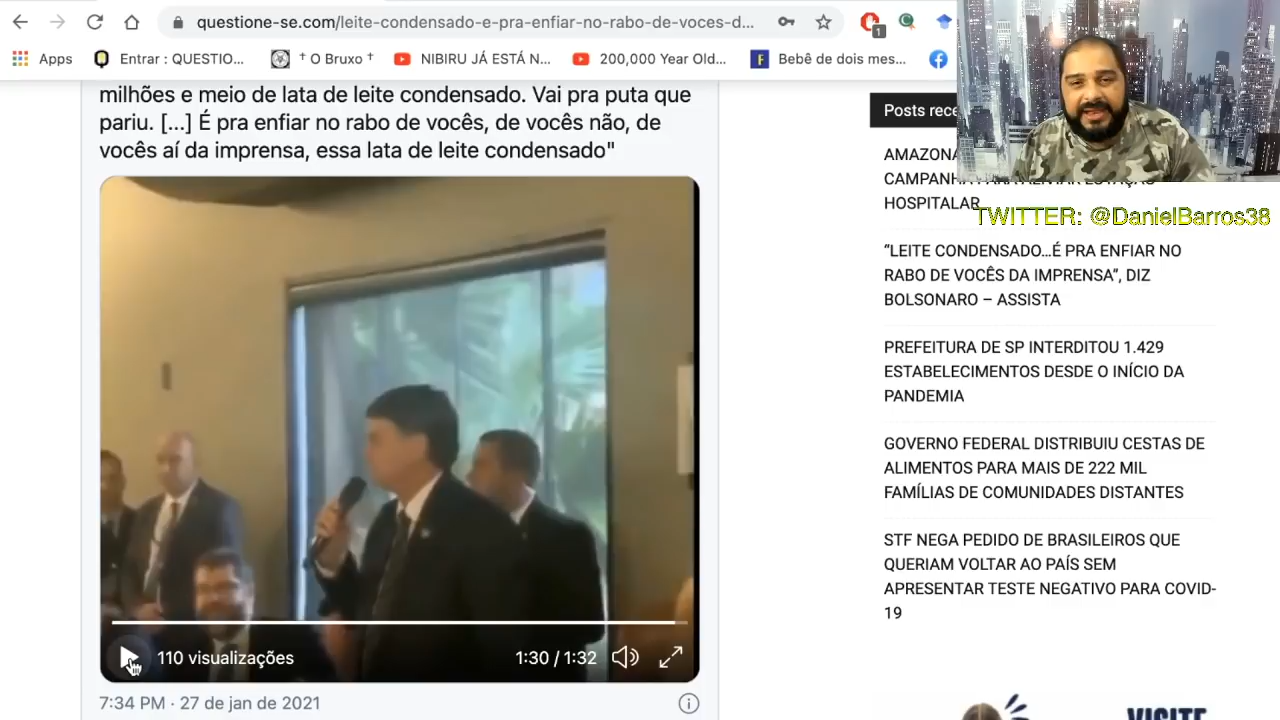 questione-se.com/leite-condensado-e-pra-enfiar-no-rabo-de-voces-d...
1
Apps
Entrar : QUESTIO...
† O Bruxo †
NIBIRU JÁ ESTÁ N...
200,000 Year Old...
Bebê de dois mes...
milhões e meio de lata de leite condensado. Vai pra puta que
pariu. [...] É pra enfiar no rabo de vocês, de vocês não, de
vocês aí da imprensa, essa lata de leite condensado"
110 visualizações
1:30 / 1:32
7:34 PM · 27 de jan de 2021
Posts rece
AMAZONA
HOSPITALAR
TWITTER: @DanielBarros38
“LEITE CONDENSADO...É PRA ENFIAR NO
RABO DE VOCÊS DA IMPRENSA”, DIZ
BOLSONARO – ASSISTA
PREFEITURA DE SP INTERDITOU 1.429
ESTABELECIMENTOS DESDE O INÍCIO DA
PANDEMIA
GOVERNO FEDERAL DISTRIBUIU CESTAS DE
ALIMENTOS PARA MAIS DE 222 MIL
FAMÍLIAS DE COMUNIDADES DISTANTES
STF NEGA PEDIDO DE BRASILEIROS QUE
QUERIAM VOLTAR AO PAÍS SEM
APRESENTAR TESTE NEGATIVO PARA COVID-
19
VISITE